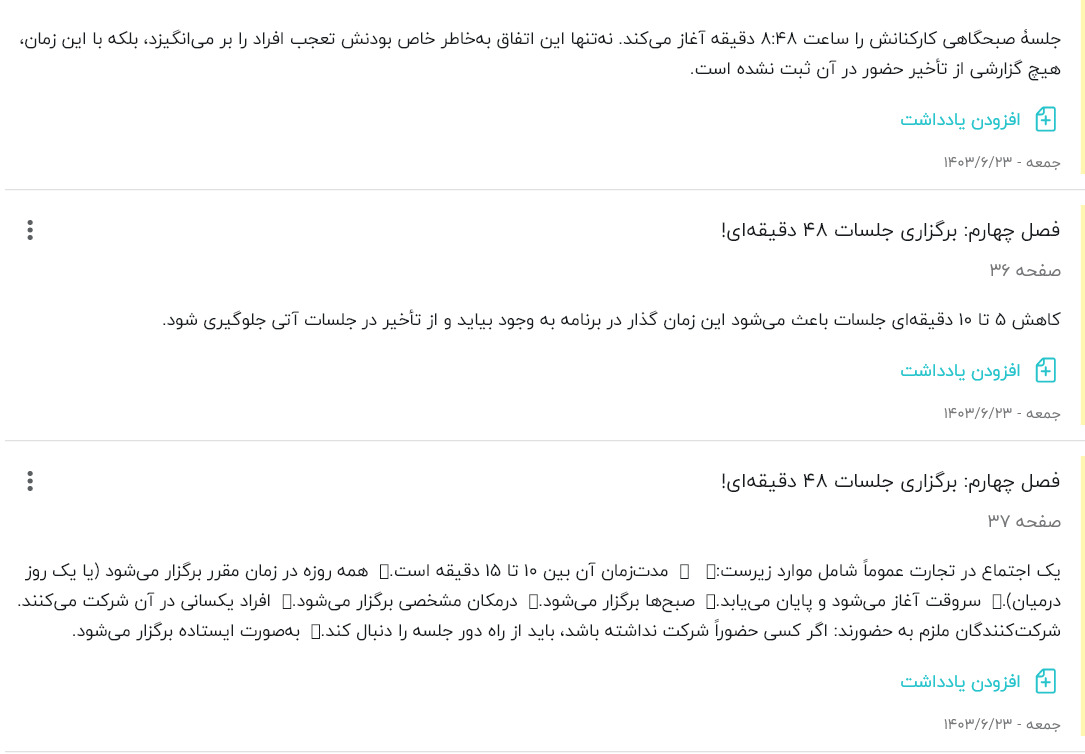 جلسهٔ صبحگاهی کارکنانش را ساعت ۸:۴۸ دقیقه آغاز می‌کند. نه‌تنها این اتفاق به‌خاطر خاص بودنش تعجب افراد را بر می‌انگیزد، بلکه با این زمان،
هیچ گزارشی از تأخیر حضور در آن ثبت نشده است.
افزودن یادداشت
جمعه - ۱۴۰۳/۶/۲۳
فصل چهارم: برگزاری جلسات ۴۸ دقیقه‌ای!
صفحه ۳۶
کاهش ۵ تا ۱۰ دقیقه‌ای جلسات باعث می‌شود این زمان گذار در برنامه به وجود بیاید و از تأخیر در جلسات آتی جلوگیری شود.
افزودن یادداشت
جمعه - ۱۴۰۳/۶/۲۳
فصل چهارم: برگزاری جلسات ۴۸ دقیقه‌ای!
صفحه ۳۷
یک اجتماع در تجارت عموماً شامل موارد زیرست:▯ ▯ مدت‌زمان آن بین ۱۰ تا ۱۵ دقیقه است.▯ همه روزه در زمان مقرر برگزار می‌شود (یا یک روز
درمیان).▯ سروقت آغاز می‌شود و پایان می‌یابد.▯ صبح‌ها برگزار می‌شود.▯ درمکان مشخصی برگزار می‌شود.▯ افراد یکسانی در آن شرکت می‌کنند.
شرکت‌کنندگان ملزم به حضورند: اگر کسی حضوراً شرکت نداشته باشد، باید از راه دور جلسه را دنبال کند.▯ به‌صورت ایستاده برگزار می‌شود.
افزودن یادداشت
جمعه - ۱۴۰۳/۶/۲۳